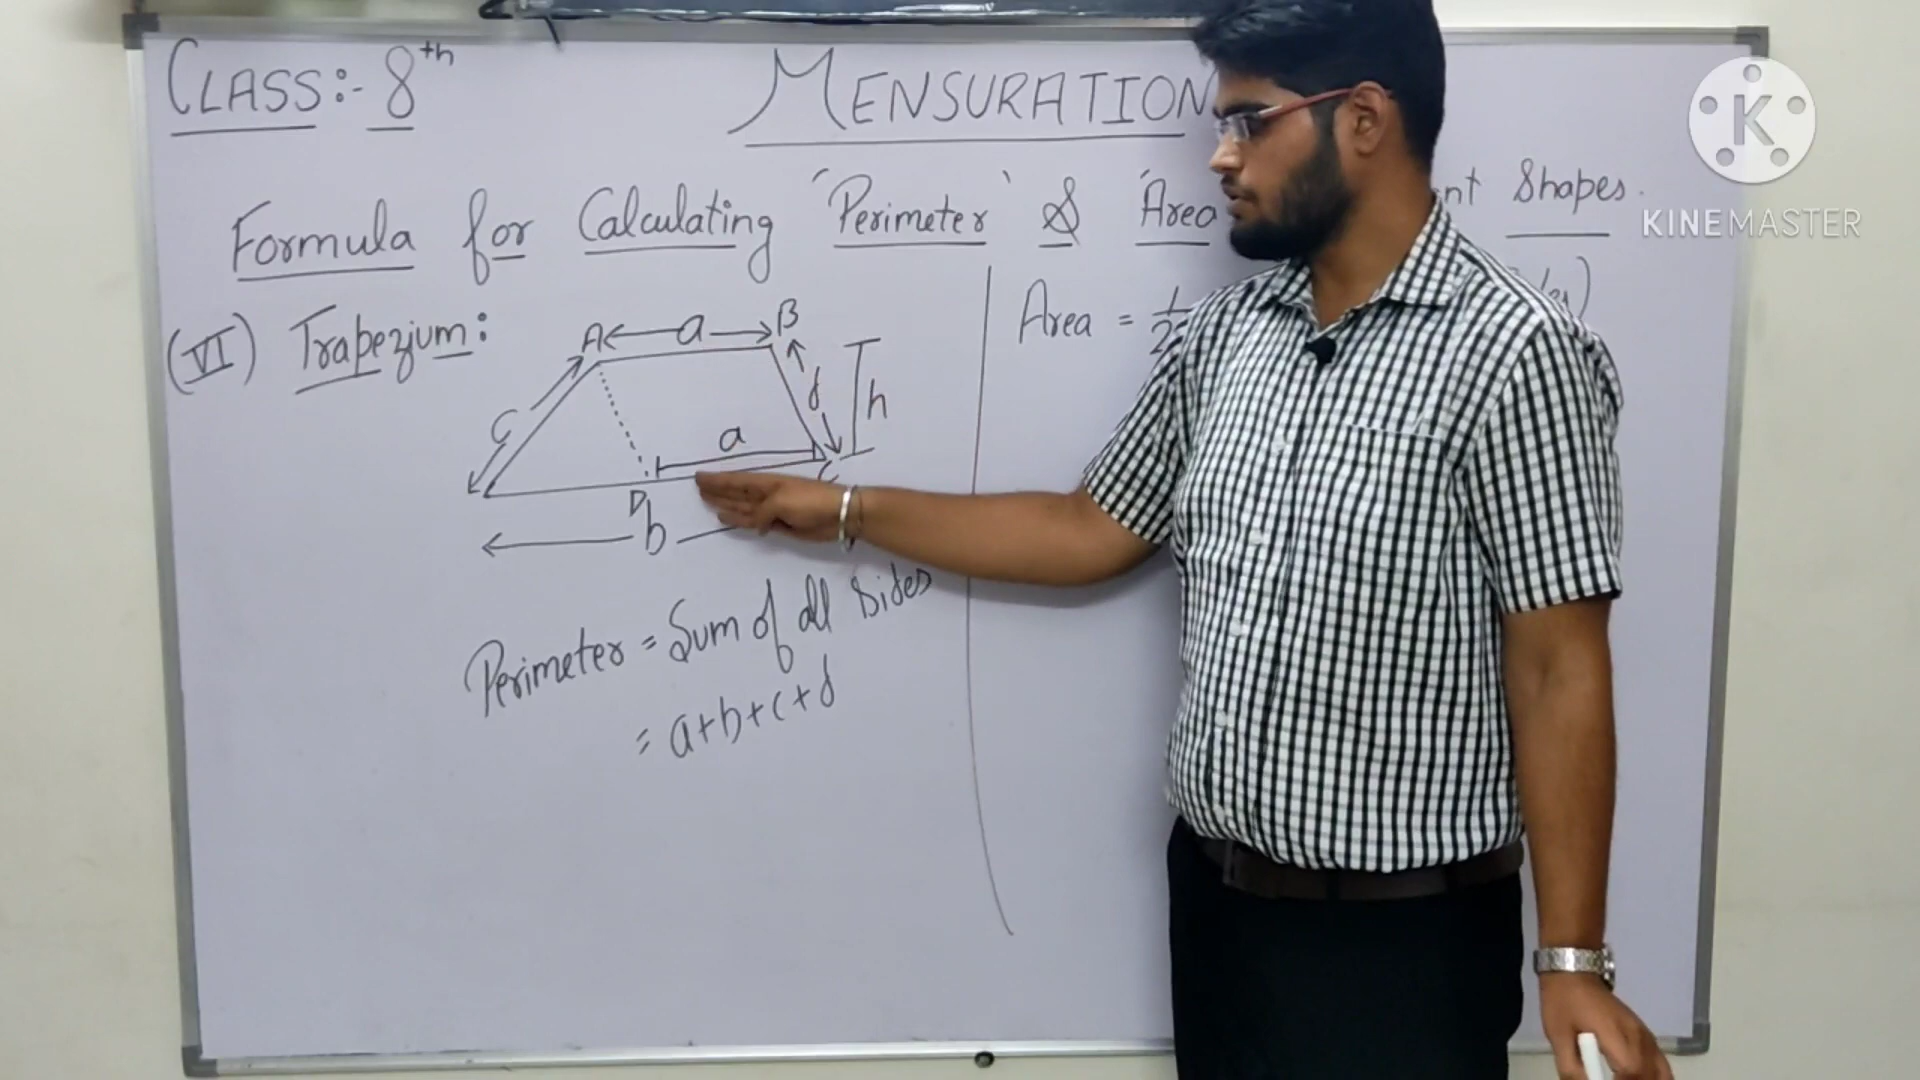 CLASS:- 8th
MENSURATION
Formula for Calculating 'Perimeter' & 'Area Shapes.
(VI) Trapezium:
A a B
c d h
a
D C
b
Perimeter = Sum of all Sides
= a+b+c+d
Area = 1/2
K
KINEMASTER